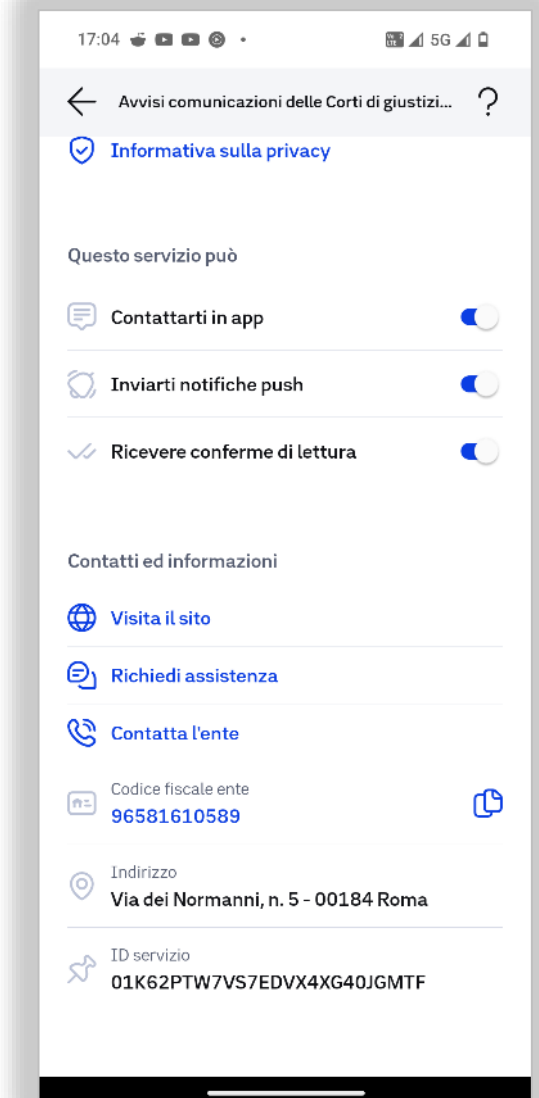 17:04
5G
Avvisi comunicazioni delle Corti di giustizi... ?
Informativa sulla privacy
Questo servizio può
Contattarti in app
Inviarti notifiche push
Ricevere conferme di lettura
Contatti ed informazioni
Visita il sito
Richiedi assistenza
Contatta l'ente
Codice fiscale ente
96581610589
Indirizzo
Via dei Normanni, n. 5 - 00184 Roma
ID servizio
01K62PTW7VS7EDVX4XG40JGMTF